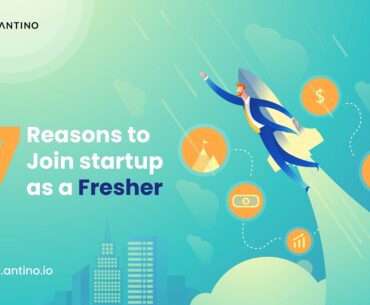 ANTINO
7
Reasons to
Join startup
as a Fresher
.antino.io
$